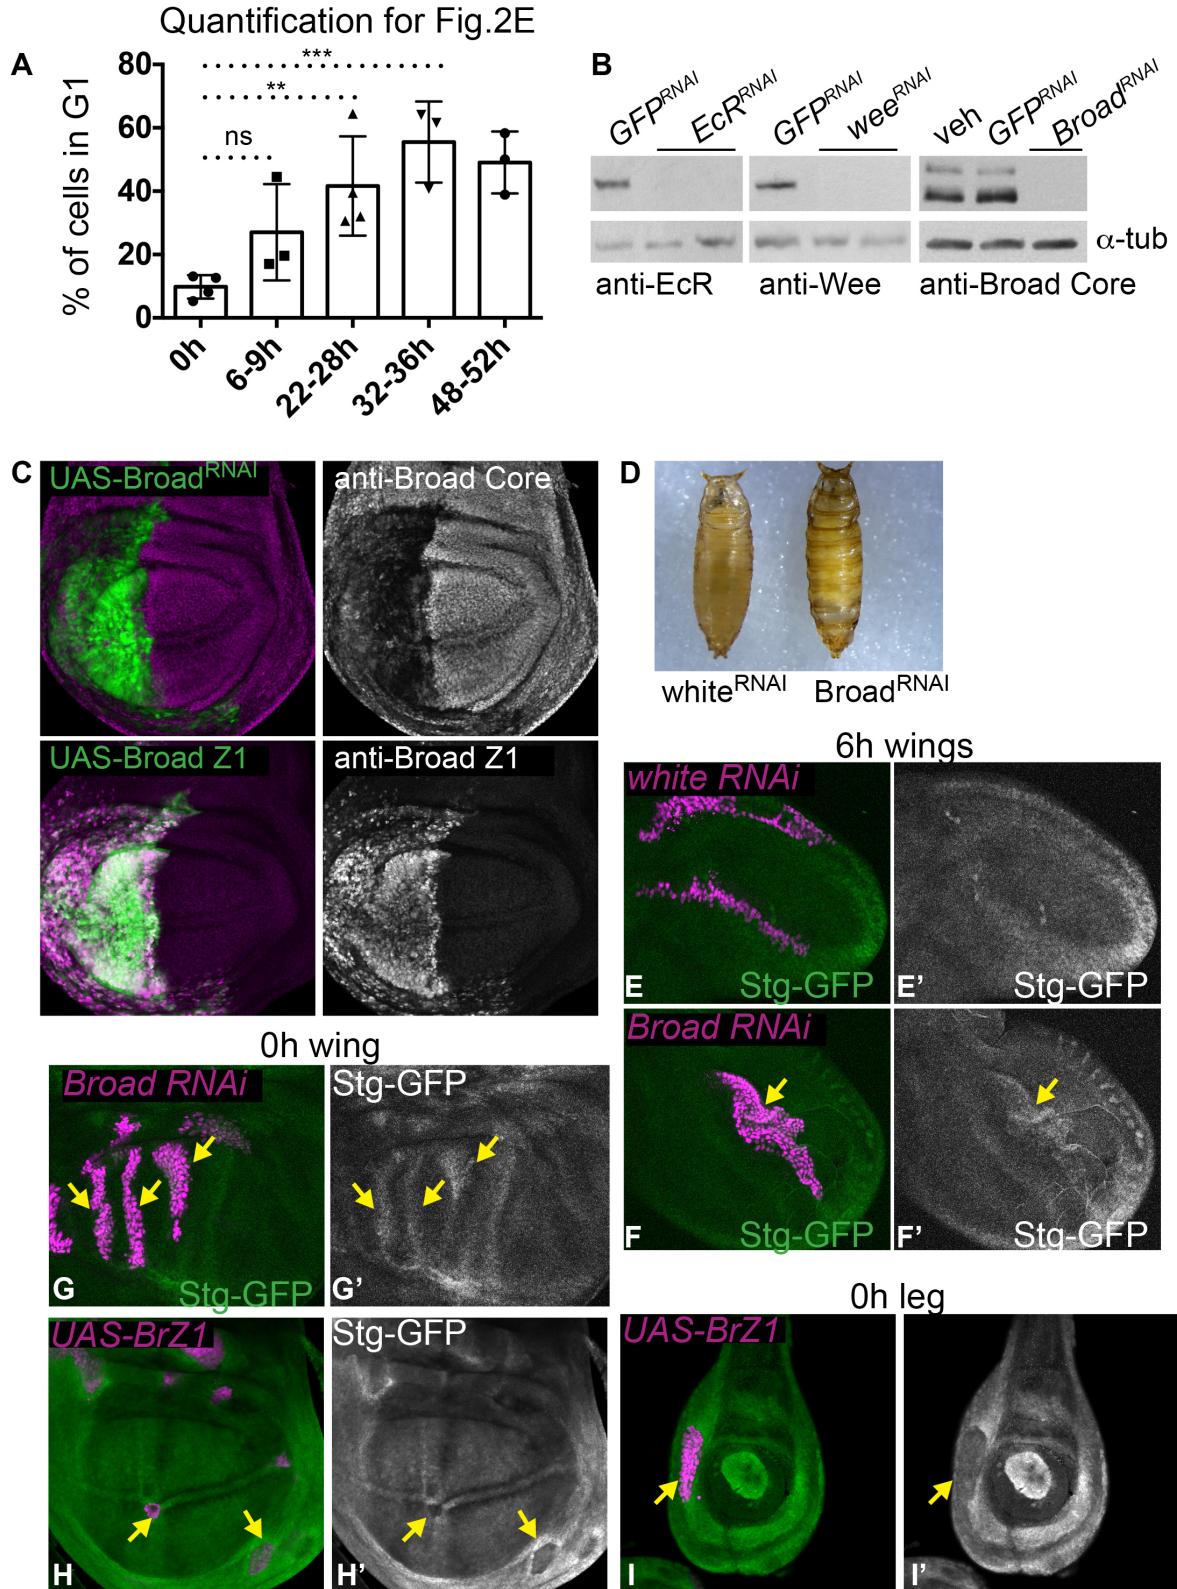 Quantification for Fig.2E
A
% of cells in G1
80
60
40
20
0
ns
**
***
0h
6-9h
22-28h
32-36h
48-52h
B
GFPRNAI
EcRRNAI
GFPRNAI
weeRNAI
veh
GFPRNAI
BroadRNAI
α-tub
anti-EcR
anti-Wee
anti-Broad Core
C
UAS-BroadRNAI
anti-Broad Core
UAS-Broad Z1
anti-Broad Z1
D
whiteRNAI
BroadRNAI
6h wings
white RNAi
E
Stg-GFP
E'
Stg-GFP
Broad RNAi
F
Stg-GFP
F'
Stg-GFP
0h wing
Broad RNAi
Stg-GFP
G
Stg-GFP
G'
UAS-BrZ1
Stg-GFP
H
H'
0h leg
UAS-BrZ1
I
I'